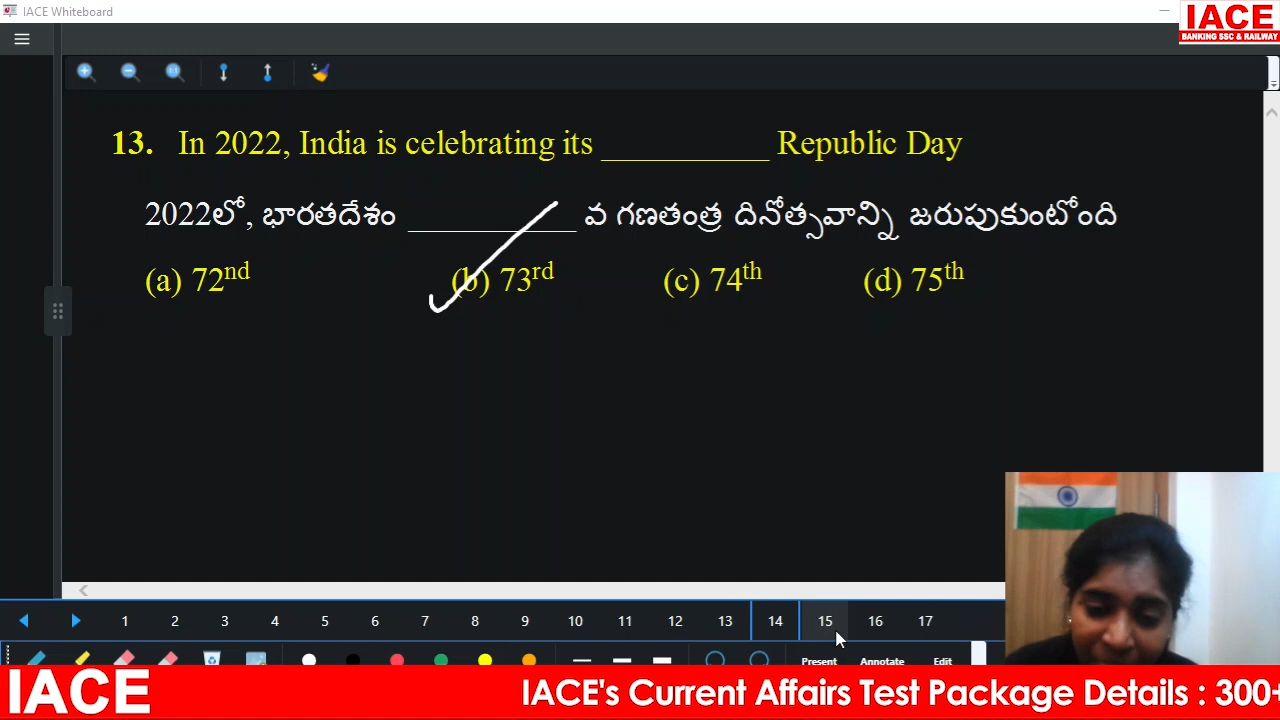 IACE Whiteboard
IACE
BANKING SSC & RAILWAY
13. In 2022, India is celebrating its __________ Republic Day
2022లో, భారతదేశం __________ వ గణతంత్ర దినోత్సవాన్ని జరుపుకుంటోంది
(a) 72nd (b) 73rd (c) 74th (d) 75th
1 2 3 4 5 6 7 8 9 10 11 12 13 14 15 16 17
Present Annotate Edit
IACE IACE's Current Affairs Test Package Details : 300+